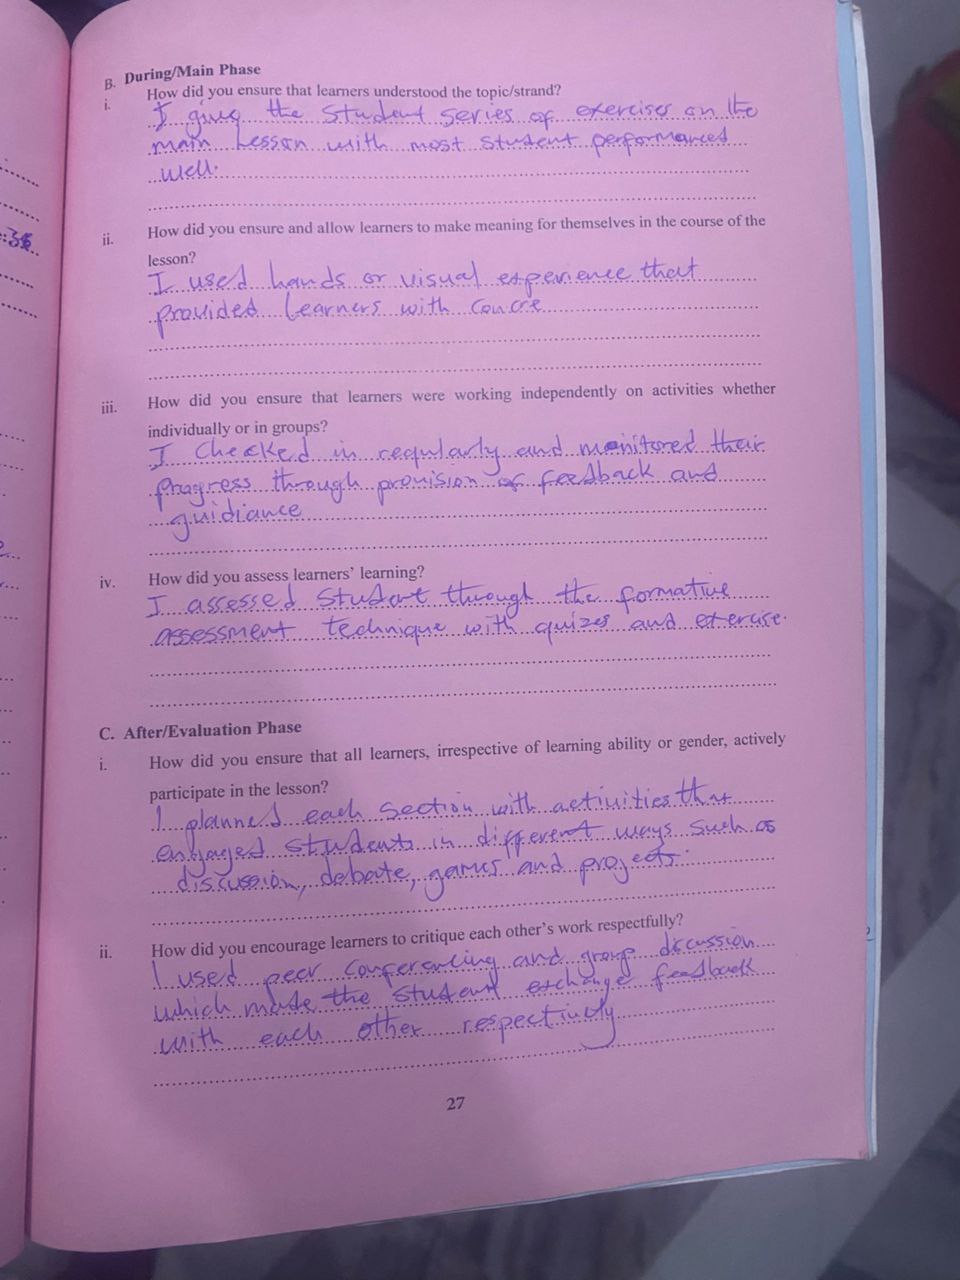 B. During/Main Phase
i. How did you ensure that learners understood the topic/strand?
I giveg the Student series of exercises on the
main Lesson with most student performanced
well.
ii. How did you ensure and allow learners to make meaning for themselves in the course of the
lesson?
I used hands or visual experience that
provided learners with concre
iii. How did you ensure that learners were working independently on activities whether
individually or in groups?
I checked in regularly and monitored their
progress through provision of feedback and
guidiance
iv. How did you assess learners' learning?
I assessed Student through the formative
assessment technique with quizes and exercise.
C. After/Evaluation Phase
i. How did you ensure that all learners, irrespective of learning ability or gender, actively
participate in the lesson?
I planned each section with activities that
engaged students in different ways such as
discussion, debate, games and projects.
ii. How did you encourage learners to critique each other's work respectfully?
I used peer conferencing and group discussion
which made the student exchange feedback
with each other respectively
27